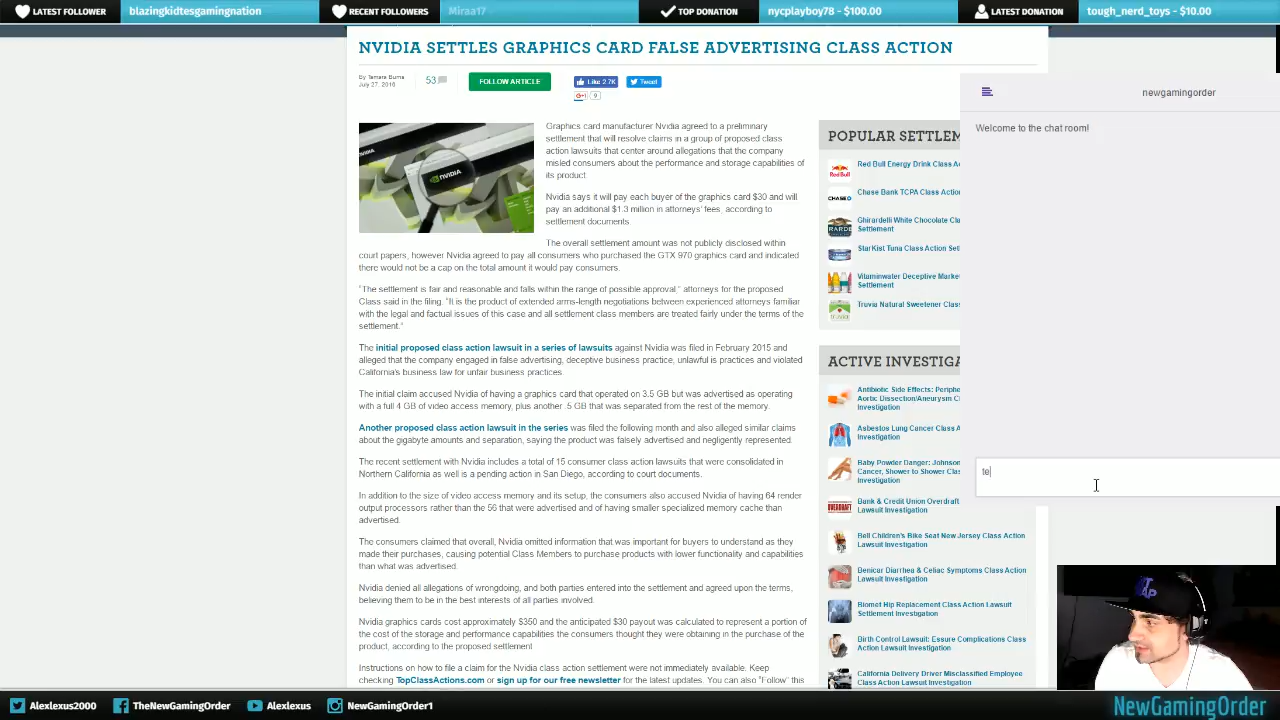 LATEST FOLLOWER
blazingkidtesgamingnation
RECENT FOLLOWERS
Miraa17
TOP DONATION
nycplayboy78 - $100.00
LATEST DONATION
tough_nerd_toys - $10.00
NVIDIA SETTLES GRAPHICS CARD FALSE ADVERTISING CLASS ACTION
By Tamara Burns
July 27, 2016
53
FOLLOW ARTICLE
Like 2.7K
Tweet
G+1 9
NVIDIA
Graphics card manufacturer Nvidia agreed to a preliminary
settlement that will resolve claims in a group of proposed class
action lawsuits that center around allegations that the company
misled consumers about the performance and storage capabilities of
its product.
Nvidia says it will pay each buyer of the graphics card $30 and will
pay an additional $1.3 million in attorneys' fees, according to
settlement documents.
The overall settlement amount was not publicly disclosed within
court papers, however Nvidia agreed to pay all consumers who purchased the GTX 970 graphics card and indicated
there would not be a cap on the total amount it would pay consumers.
"The settlement is fair and reasonable and falls within the range of possible approval," attorneys for the proposed
Class said in the filing. "It is the product of extended arms-length negotiations between experienced attorneys familiar
with the legal and factual issues of this case and all settlement class members are treated fairly under the terms of the
settlement."
The initial proposed class action lawsuit in a series of lawsuits against Nvidia was filed in February 2015 and
alleged that the company engaged in false advertising, deceptive business practice, unlawful is practices and violated
California's business law for unfair business practices.
The initial claim accused Nvidia of having a graphics card that operated on 3.5 GB but was advertised as operating
with a full 4 GB of video access memory, plus another .5 GB that was separated from the rest of the memory.
Another proposed class action lawsuit in the series was filed the following month and also alleged similar claims
about the gigabyte amounts and separation, saying the product was falsely advertised and negligently represented.
The recent settlement with Nvidia includes a total of 15 consumer class action lawsuits that were consolidated in
Northern California as well is a pending action in San Diego, according to court documents.
In addition to the size of video access memory and its setup, the consumers also accused Nvidia of having 64 render
output processors rather than the 56 that were advertised and of having smaller specialized memory cache than
advertised.
The consumers claimed that overall, Nvidia omitted information that was important for buyers to understand as they
made their purchases, causing potential Class Members to purchase products with lower functionality and capabilities
than what was advertised.
Nvidia denied all allegations of wrongdoing, and both parties entered into the settlement and agreed upon the terms,
believing them to be in the best interests of all parties involved.
Nvidia graphics cards cost approximately $350 and the anticipated $30 payout was calculated to represent a portion of
the cost of the storage and performance capabilities the consumers thought they were obtaining in the purchase of the
product, according to the proposed settlement
Instructions on how to file a claim for the Nvidia class action settlement were not immediately available. Keep
checking TopClassActions.com or sign up for our free newsletter for the latest updates. You can also "Follow" this
POPULAR SETTLEM
Red Bull Energy Drink Class Ac
Chase Bank TCPA Class Action
Ghirardelli White Chocolate Cla
Settlement
StarKist Tuna Class Action Set
Vitaminwater Deceptive Marke
Settlement
Truvia Natural Sweetener Class
ACTIVE INVESTIGA
Antibiotic Side Effects: Periphe
Aortic Dissection/Aneurysm Cl
Investigation
Asbestos Lung Cancer Class A
Investigation
Baby Powder Danger: Johnson
Cancer, Shower to Shower Clas
Investigation
Bank & Credit Union Overdraft
Lawsuit Investigation
Bell Children's Bike Seat New Jersey Class Action
Lawsuit Investigation
Benicar Diarrhea & Celiac Symptoms Class Action
Lawsuit Investigation
Biomet Hip Replacement Class Action Lawsuit
Settlement Investigation
Birth Control Lawsuit: Essure Complications Class
Action Lawsuit Investigation
California Delivery Driver Misclassified Employee
Class Action Lawsuit Investigation
newgamingorder
Welcome to the chat room!
te
Alexlexus2000
TheNewGamingOrder
Alexlexus
NewGamingOrder1
NewGamingOrder